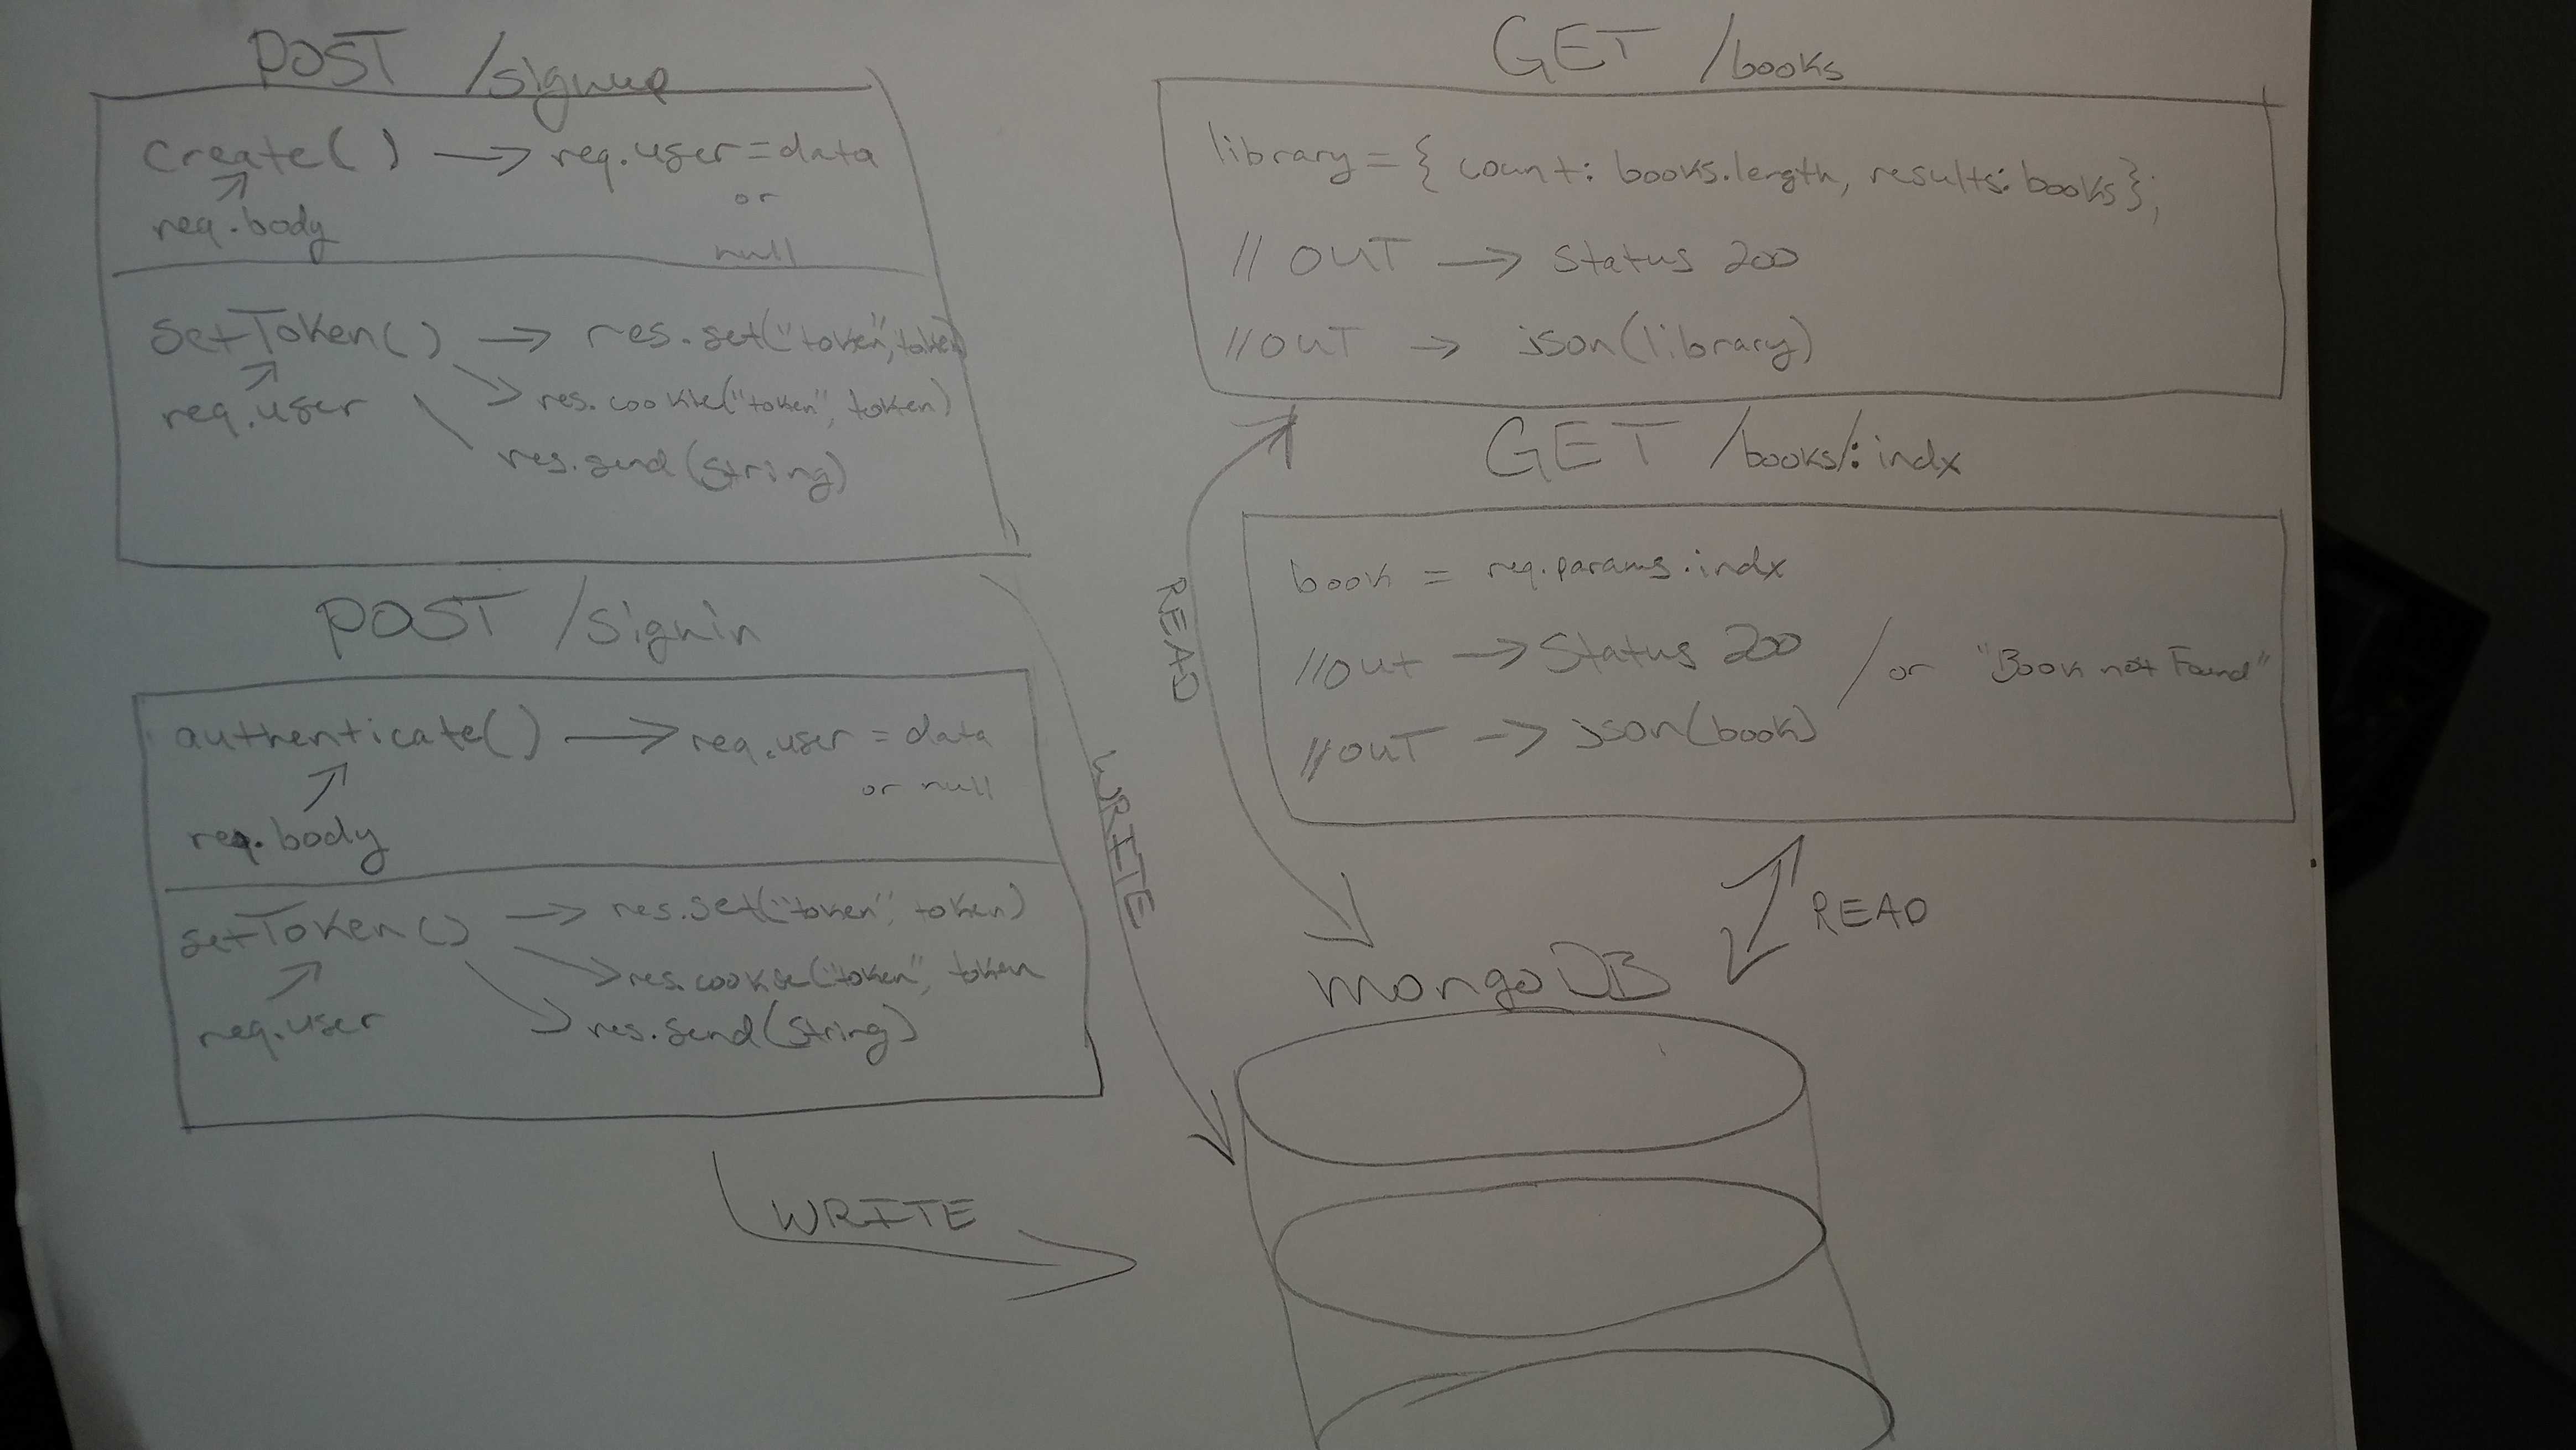 POST /signup
create() → req.user = data
or
req.body
null
setToken() → res.set("token", token)
req.user
res.cookie("token", token)
res.send(string)
POST /signin
authenticate() → req.user = data
or null
req.body
setToken() → res.set("token", token)
res.cookie("token", token
req.user
res.send(string)
WRITE
WRITE
GET /books
library = { count: books.length, results: books };
// OUT → Status 200
// OUT → json(library)
GET /books/:indx
book = req.params.indx
// Out → Status 200 / or "Book not Found"
// OUT → json(book)
READ
READ
mongoDB